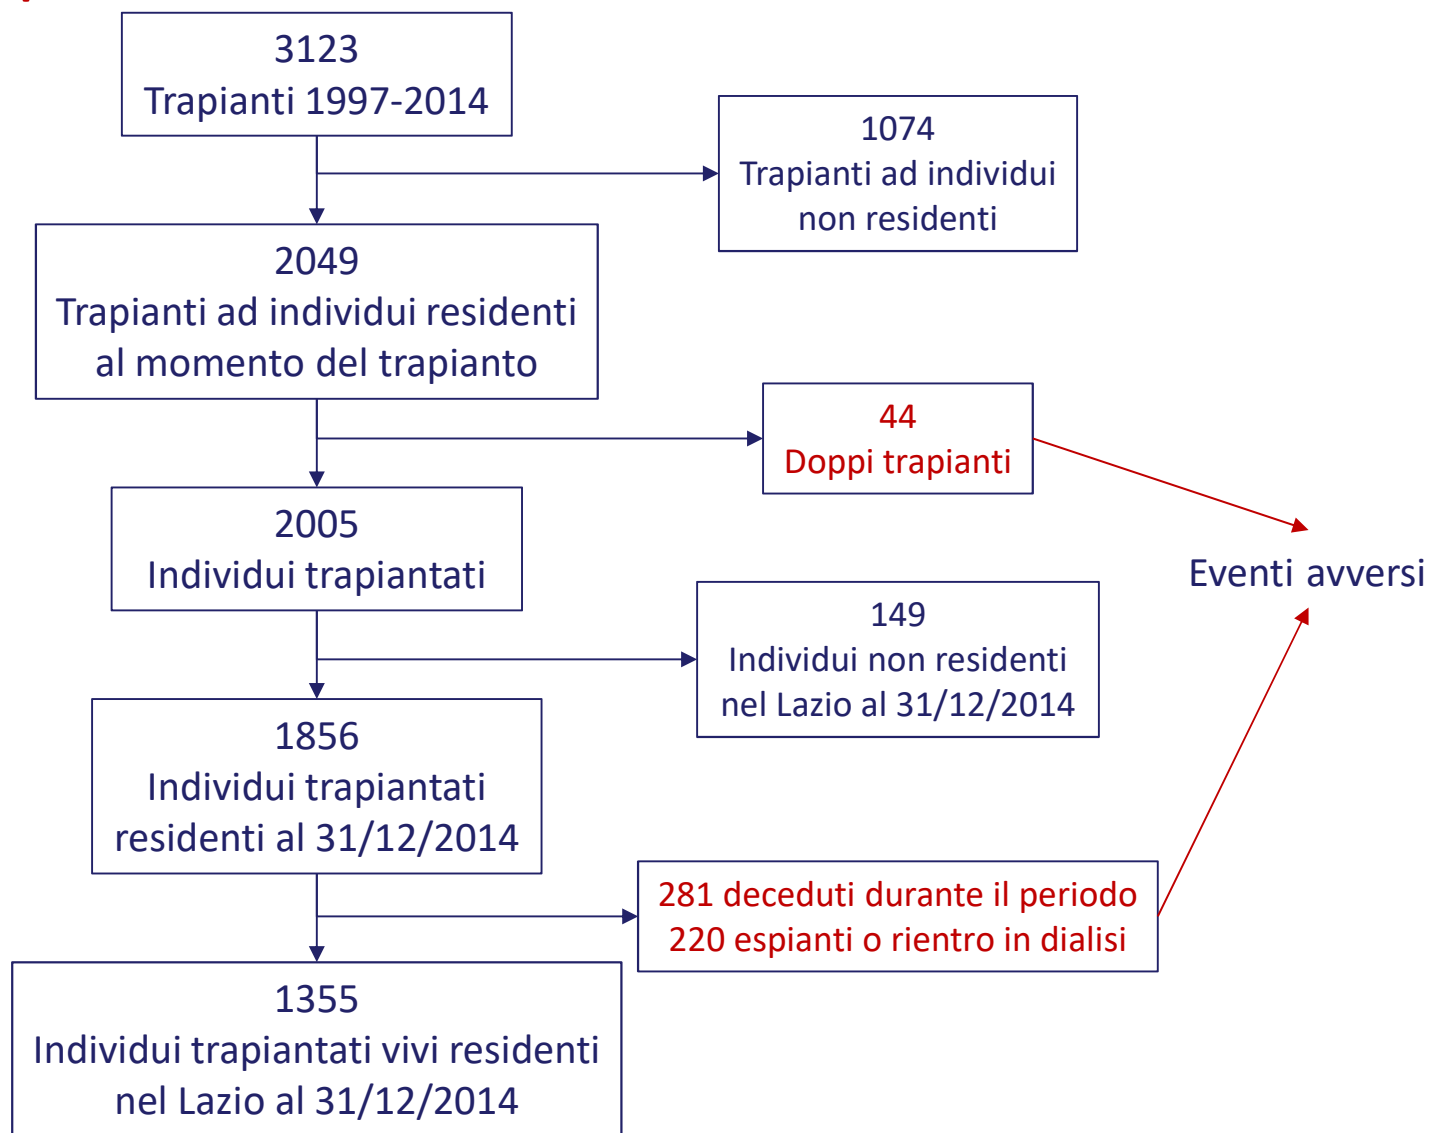 3123
Trapianti 1997-2014
1074
Trapianti ad individui
non residenti
2049
Trapianti ad individui residenti
al momento del trapianto
44
Doppi trapianti
2005
Individui trapiantati
Eventi avversi
149
Individui non residenti
nel Lazio al 31/12/2014
1856
Individui trapiantati
residenti al 31/12/2014
281 deceduti durante il periodo
220 espianti o rientro in dialisi
1355
Individui trapiantati vivi residenti
nel Lazio al 31/12/2014